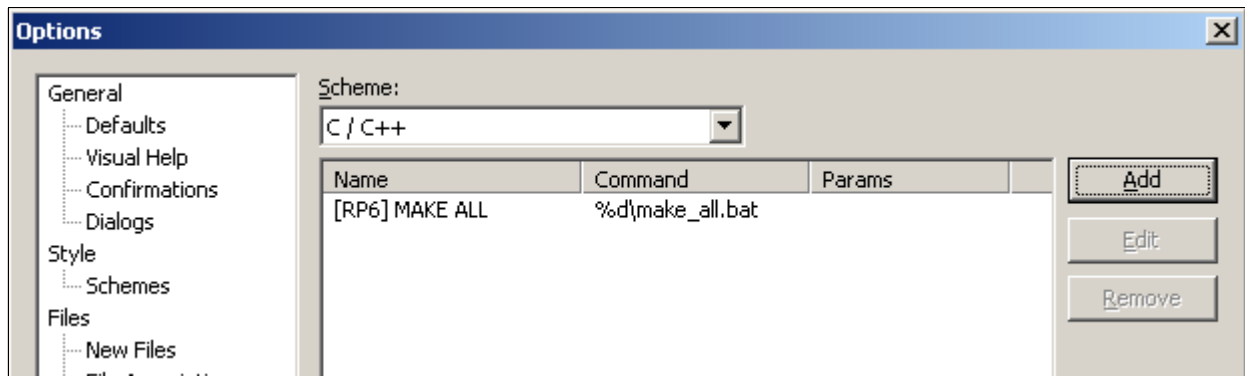 Options
General
Defaults
Visual Help
Confirmations
Dialogs
Style
Schemes
Files
New Files
Scheme:
C / C++
Name Command Params
[RP6] MAKE ALL %d\make_all.bat
Add
Edit
Remove